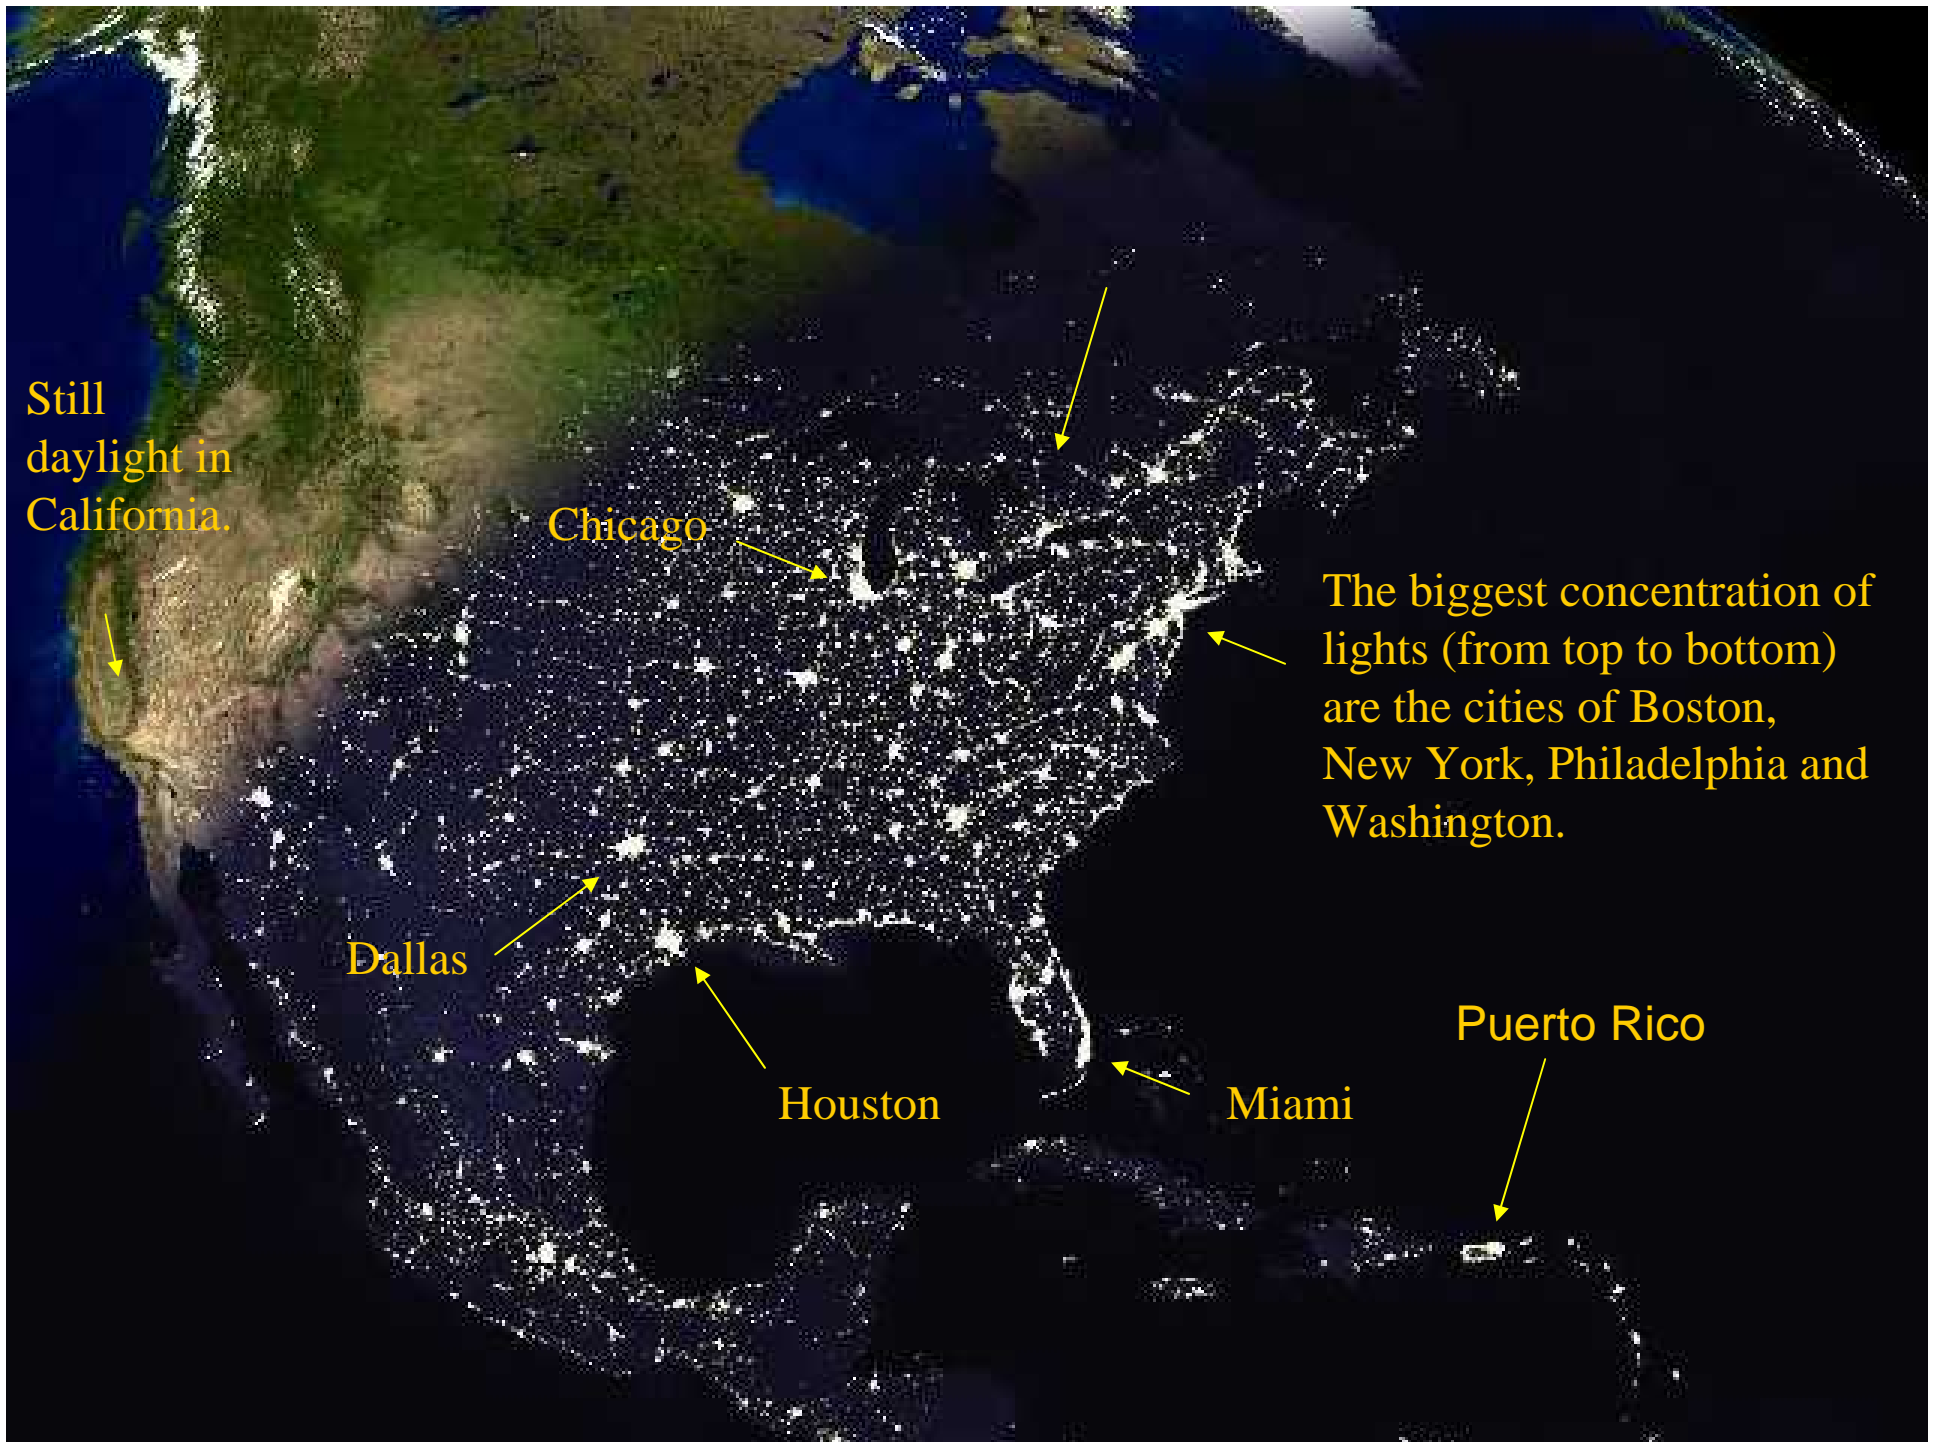 Still
daylight in
California.
Chicago
The biggest concentration of
lights (from top to bottom)
are the cities of Boston,
New York, Philadelphia and
Washington.
Dallas
Houston
Miami
Puerto Rico